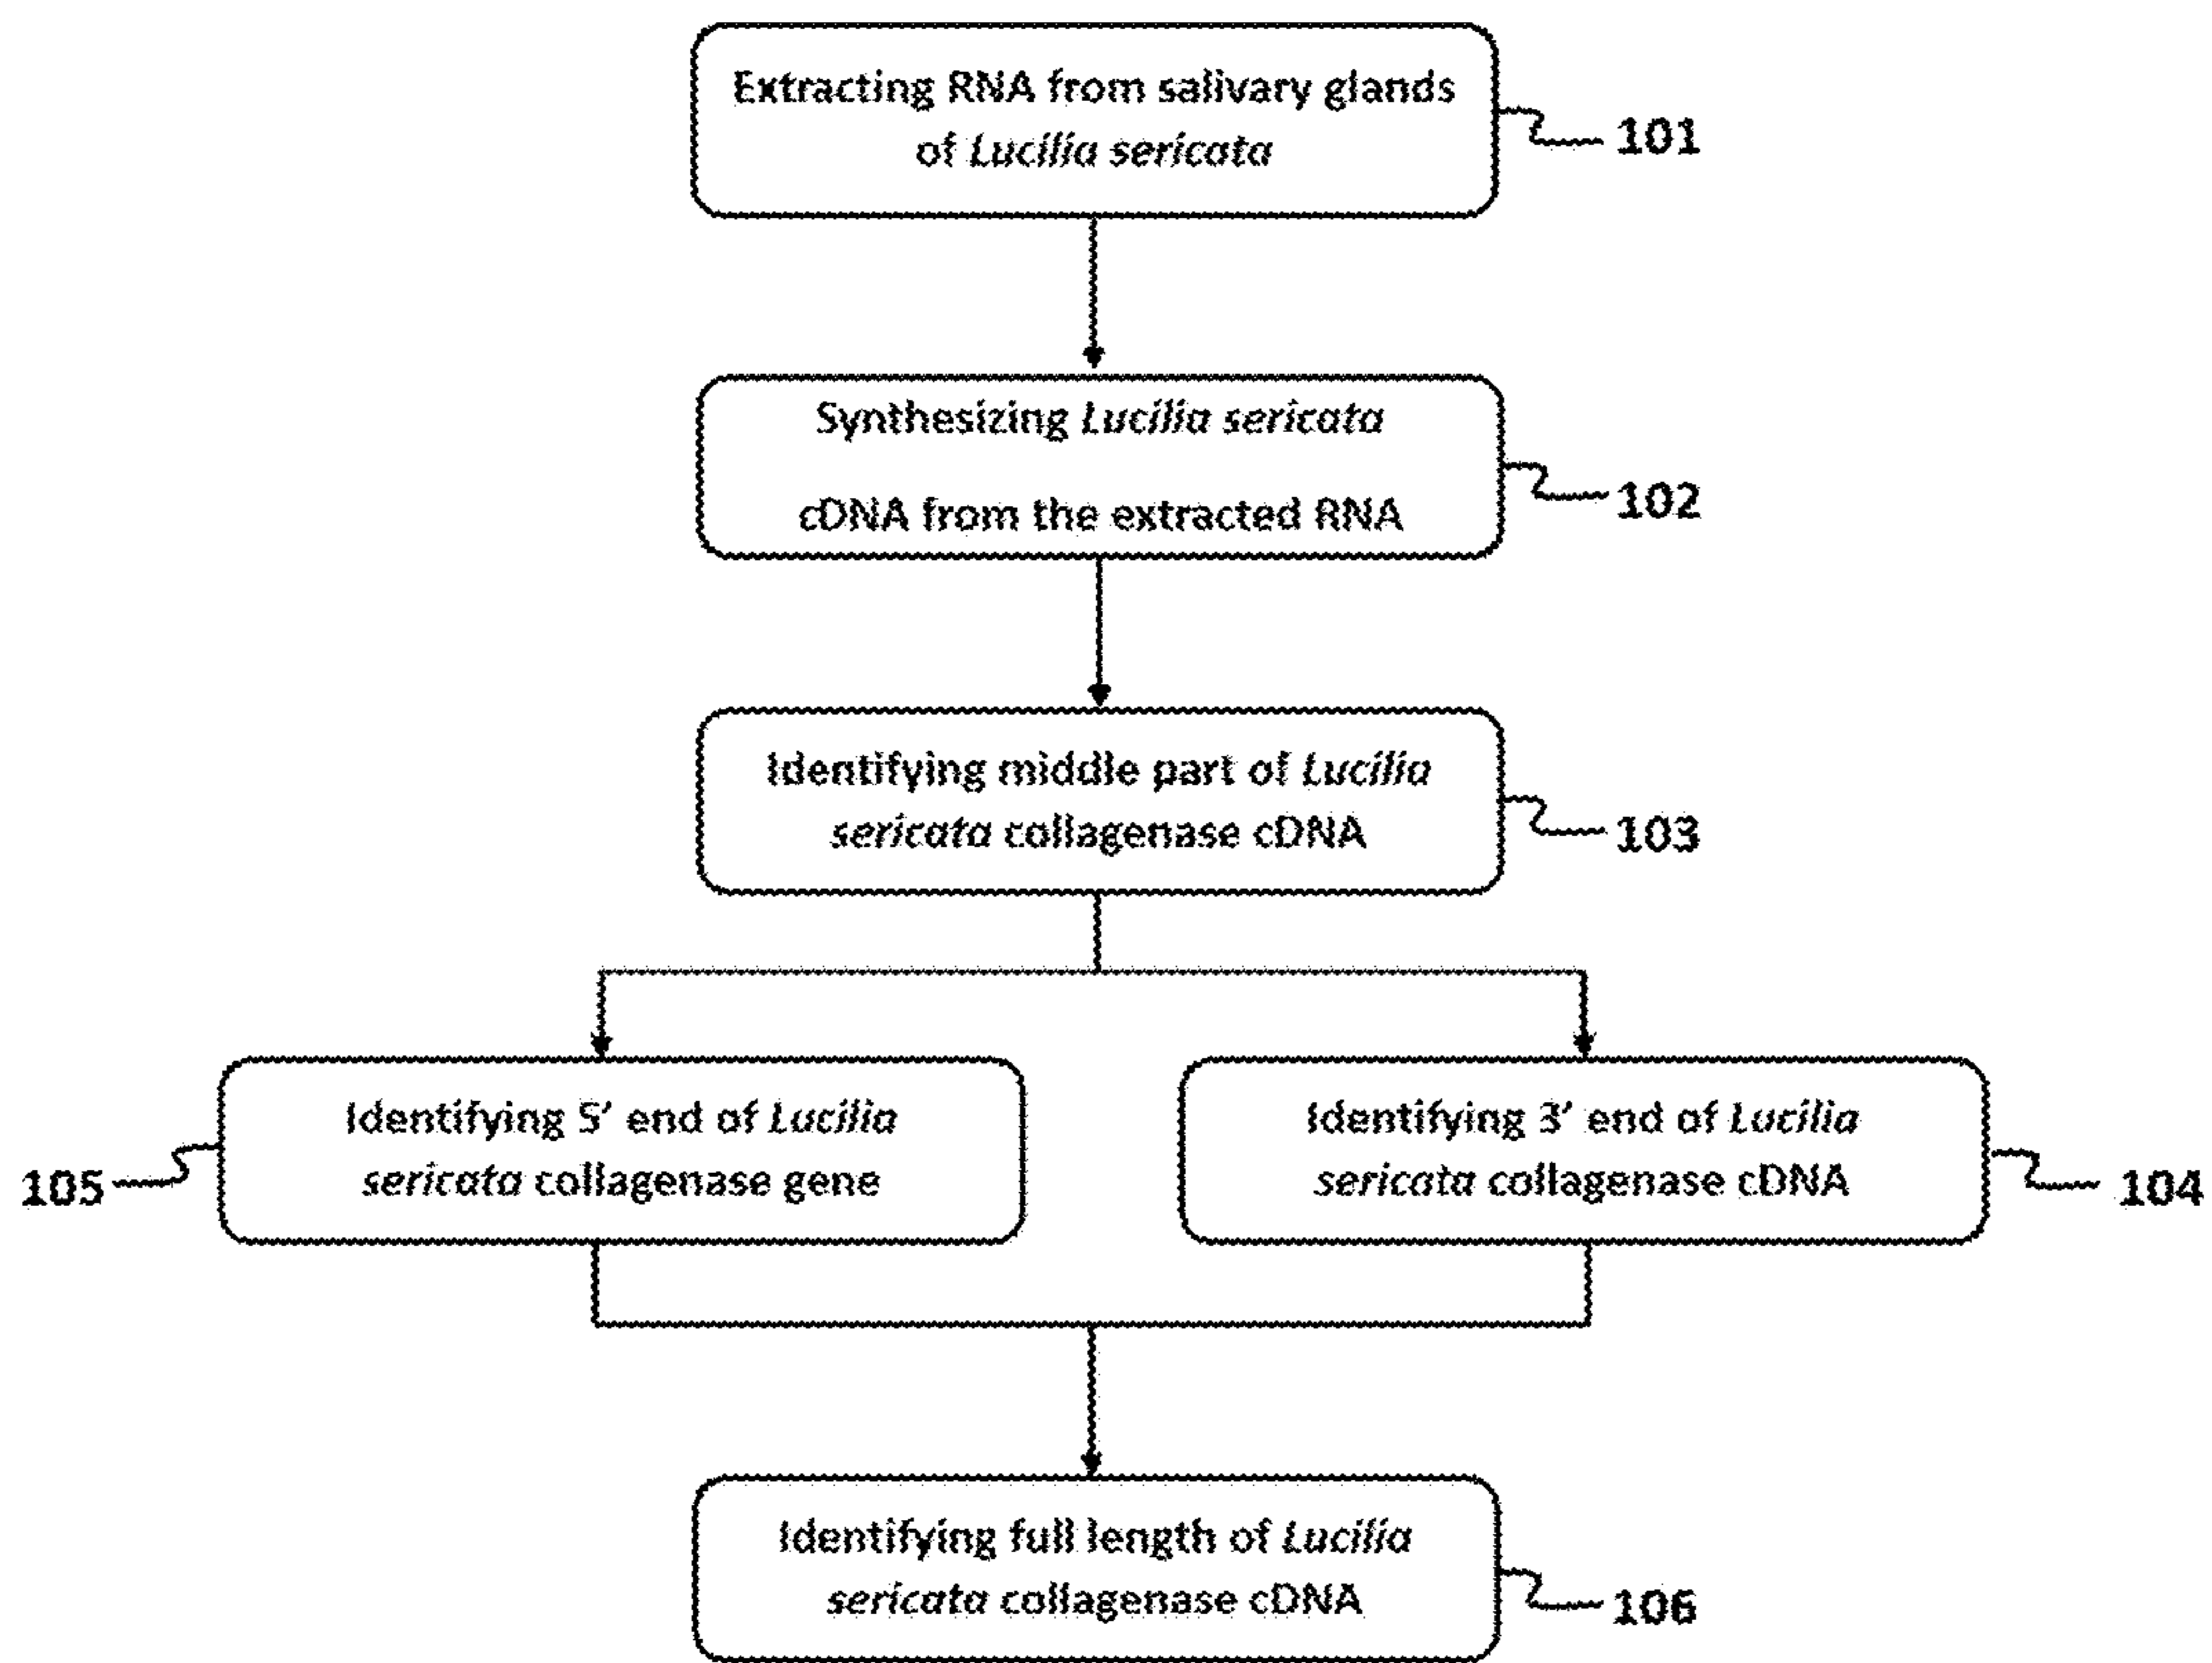 Extracting RNA from salivary glands
of Lucilia sericata
101
Synthesizing Lucilia sericata
cDNA from the extracted RNA
102
Identifying middle part of Lucilia
sericata collagenase cDNA
103
Identifying 5' end of Lucilia
sericata collagenase gene
105
Identifying 3' end of Lucilia
sericata collagenase cDNA
104
Identifying full length of Lucilia
sericata collagenase cDNA
106